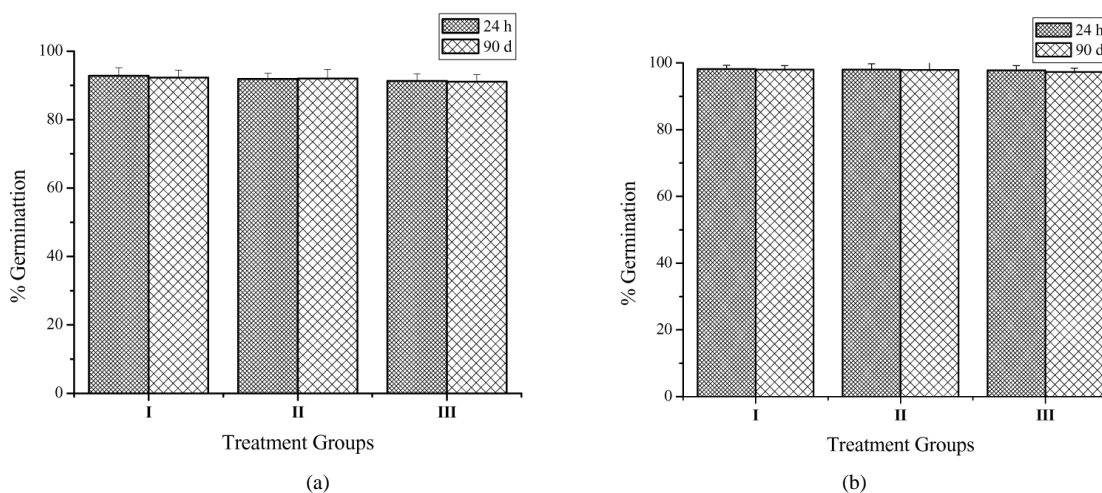 24 h
90 d
100
80
60
40
20
0
% Germinattion
I
II
III
Treatment Groups
(a)
24 h
90 d
100
80
60
40
20
0
% Germination
I
II
III
Treatment Groups
(b)